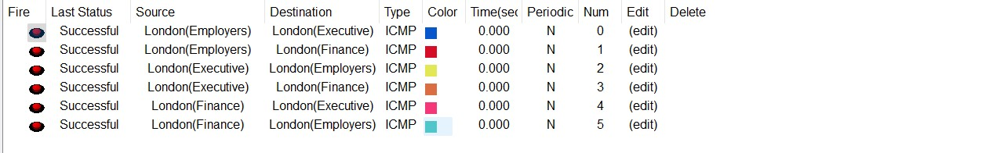 Fire Last Status Source Destination Type Color Time(sec Periodic Num Edit Delete
Successful London(Employers) London(Executive) ICMP 0.000 N 0 (edit)
Successful London(Employers) London(Finance) ICMP 0.000 N 1 (edit)
Successful London(Executive) London(Employers) ICMP 0.000 N 2 (edit)
Successful London(Executive) London(Finance) ICMP 0.000 N 3 (edit)
Successful London(Finance) London(Executive) ICMP 0.000 N 4 (edit)
Successful London(Finance) London(Employers) ICMP 0.000 N 5 (edit)